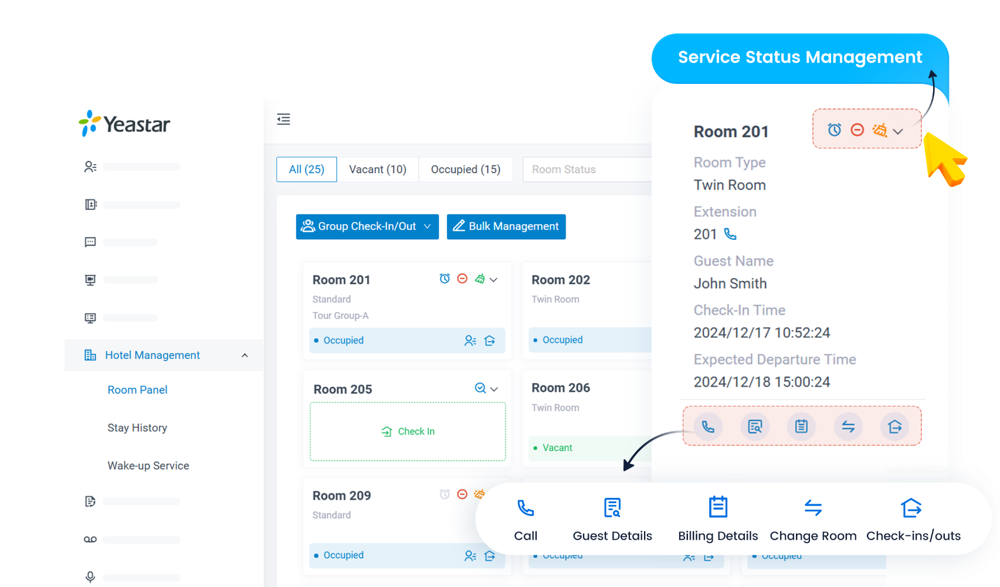 Service Status Management
Yeastar
Hotel Management
Room Panel
Stay History
Wake-up Service
All (25)
Vacant (10)
Occupied (15)
Room Status
Group Check-In/Out
Bulk Management
Room 201
Standard
Tour Group-A
Occupied
Room 202
Twin Room
Occupied
Room 205
Check In
Room 206
Twin Room
Vacant
Room 209
Standard
Occupied
Occupied
Occupied
Room 201
Room Type
Twin Room
Extension
201
Guest Name
John Smith
Check-In Time
2024/12/17 10:52:24
Expected Departure Time
2024/12/18 15:00:24
Call
Guest Details
Billing Details
Change Room
Check-ins/outs